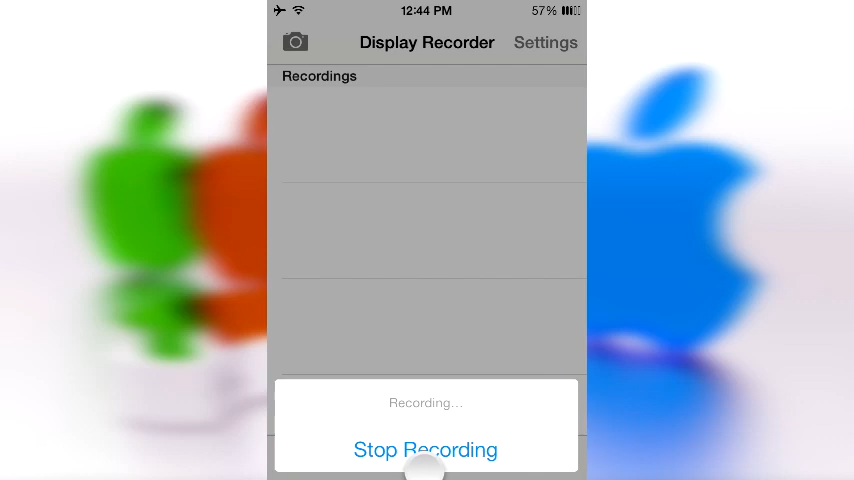 12:44 PM 57%
Display Recorder Settings
Recordings
Recording...
Stop Recording